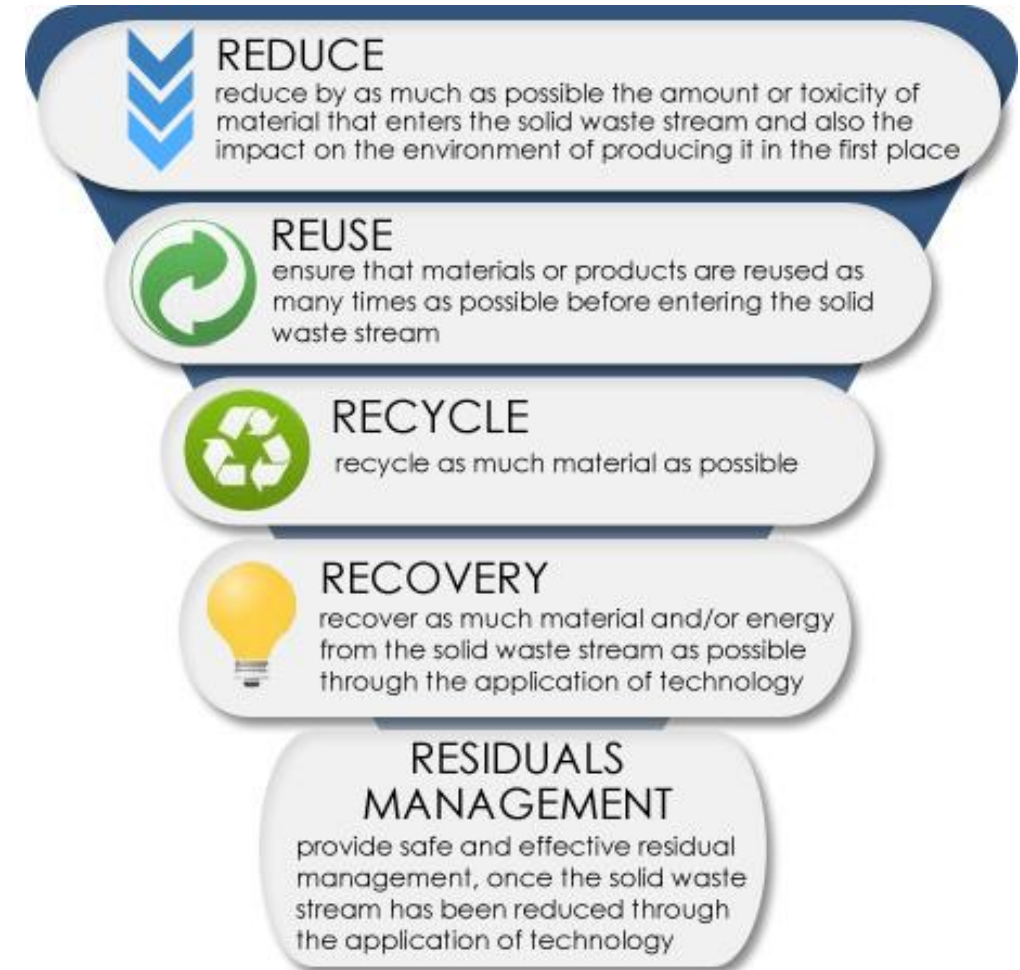 REDUCE
reduce by as much as possible the amount or toxicity of
material that enters the solid waste stream and also the
impact on the environment of producing it in the first place
REUSE
ensure that materials or products are reused as
many times as possible before entering the solid
waste stream
RECYCLE
recycle as much material as possible
RECOVERY
recover as much material and/or energy
from the solid waste stream as possible
through the application of technology
RESIDUALS
MANAGEMENT
provide safe and effective residual
management, once the solid waste
stream has been reduced through
the application of technology